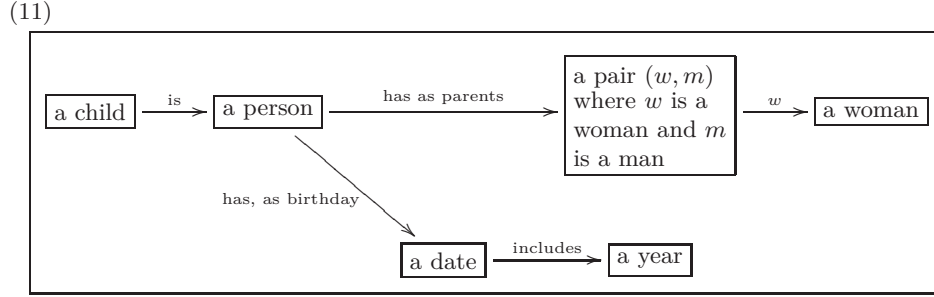 (11)
a child
is
a person
has as parents
a pair (w, m)
where w is a
woman and m
is a man
w
a woman
has, as birthday
a date
includes
a year